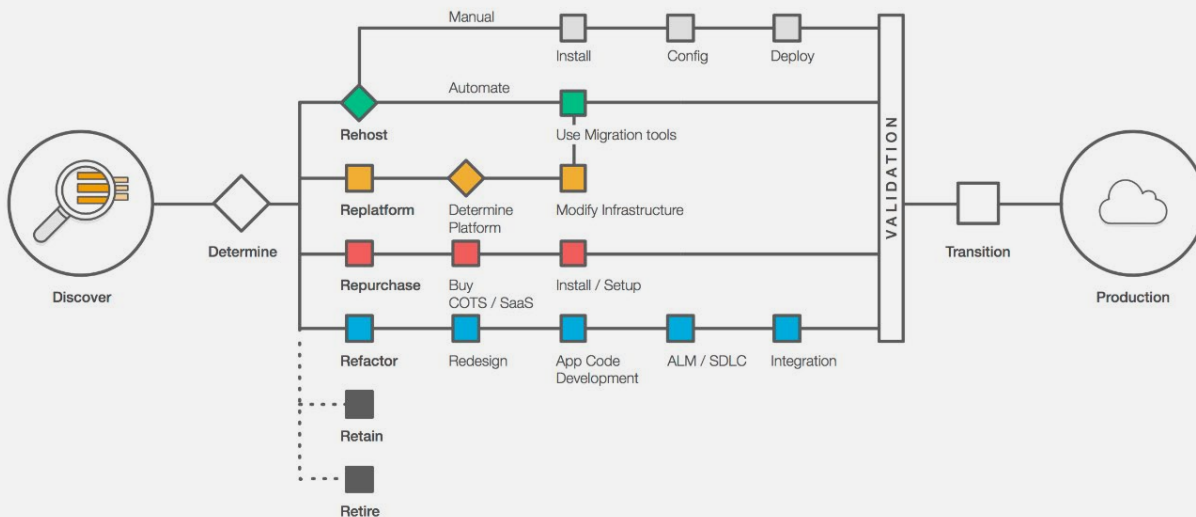 Manual
Install
Config
Deploy
Automate
Rehost
Use Migration tools
Replatform
Determine
Platform
Modify Infrastructure
Repurchase
Buy
COTS / SaaS
Install / Setup
Refactor
Redesign
App Code
Development
ALM / SDLC
Integration
Retain
Retire
Discover
Determine
VALIDATION
Transition
Production